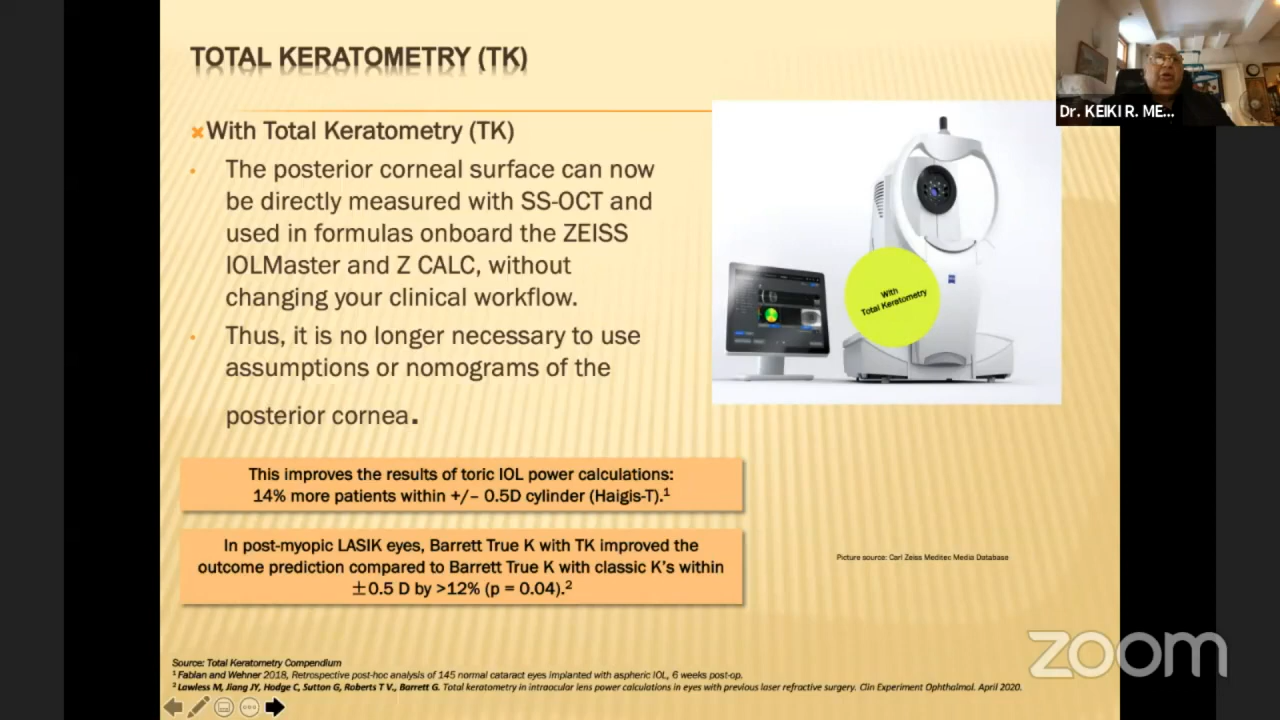 TOTAL KERATOMETRY (TK)
Dr. KEIKI R. ME...
With Total Keratometry (TK)
The posterior corneal surface can now
be directly measured with SS-OCT and
used in formulas onboard the ZEISS
IOLMaster and Z CALC, without
changing your clinical workflow.
Thus, it is no longer necessary to use
assumptions or nomograms of the
posterior cornea.
With
Total Keratometry
This improves the results of toric IOL power calculations:
14% more patients within +/– 0.5D cylinder (Haigis-T).¹
In post-myopic LASIK eyes, Barrett True K with TK improved the
outcome prediction compared to Barrett True K with classic K's within
±0.5 D by >12% (p = 0.04).²
Picture source: Carl Zeiss Meditec Media Database
zoom
Source: Total Keratometry Compendium
¹ Fabian and Wehner 2018, Retrospective post-hoc analysis of 145 normal cataract eyes implanted with aspheric IOL, 6 weeks post-op.
² Lawless M, Jiang JY, Hodge C, Sutton G, Roberts T V., Barrett G. Total keratometry in intraocular lens power calculations in eyes with previous laser refractive surgery. Clin Experiment Ophthalmol. April 2020.